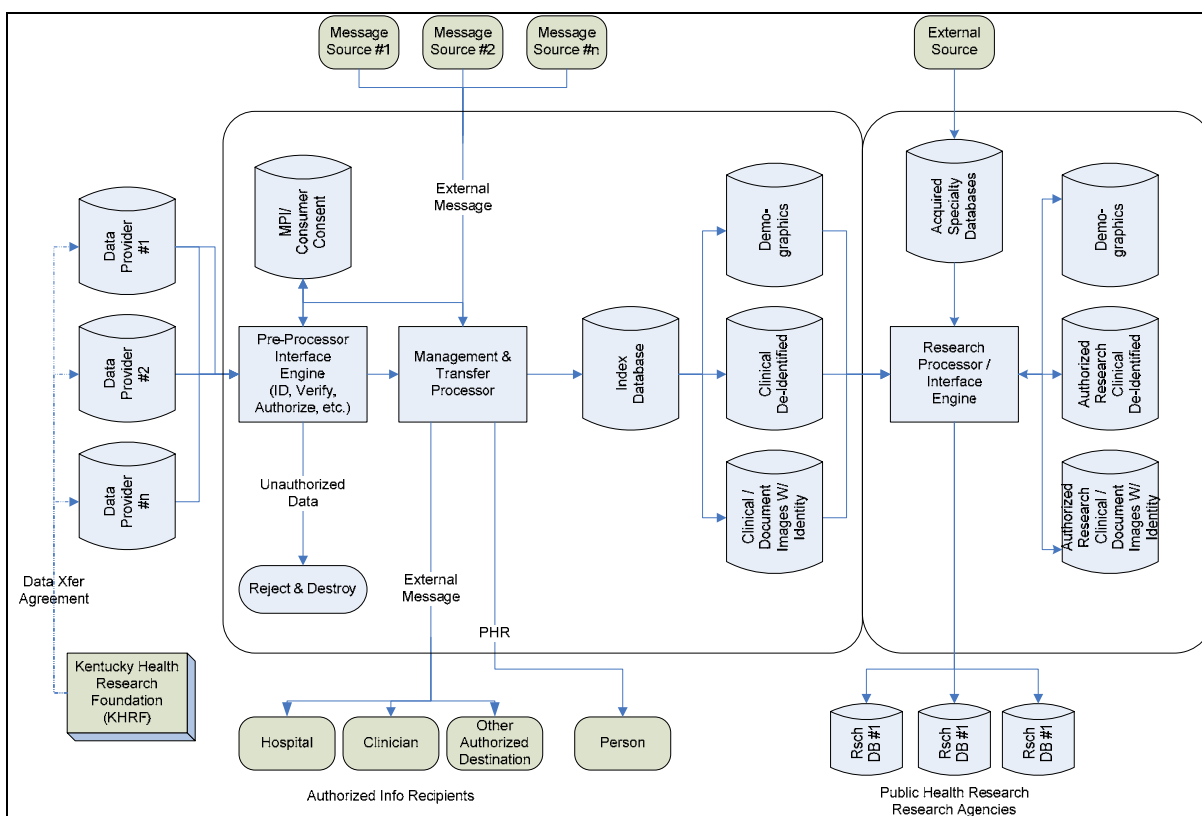 Message
Source #1
Message
Source #2
Message
Source #n
External
Source
MPI/
Consumer
Consent
External
Message
Acquired
Specialty
Databases
Data
Provider
#1
Data
Provider
#2
Data
Provider
#n
Demo-
graphics
Demo-
graphics
Pre-Processor
Interface
Engine
(ID, Verify,
Authorize, etc.)
Management &
Transfer
Processor
Index
Database
Clinical
De-Identified
Research
Processor /
Interface
Engine
Authorized
Research
Clinical
De-Identified
Unauthorized
Data
Clinical /
Document
Images W/
Identity
Authorized
Research
Clinical /
Document
Images W/
Identity
Reject & Destroy
External
Message
Data Xfer
Agreement
PHR
Kentucky Health
Research
Foundation
(KHRF)
Hospital
Clinician
Other
Authorized
Destination
Person
Rsch
DB #1
Rsch
DB #1
Rsch
DB #1
Authorized Info Recipients
Public Health Research
Research Agencies